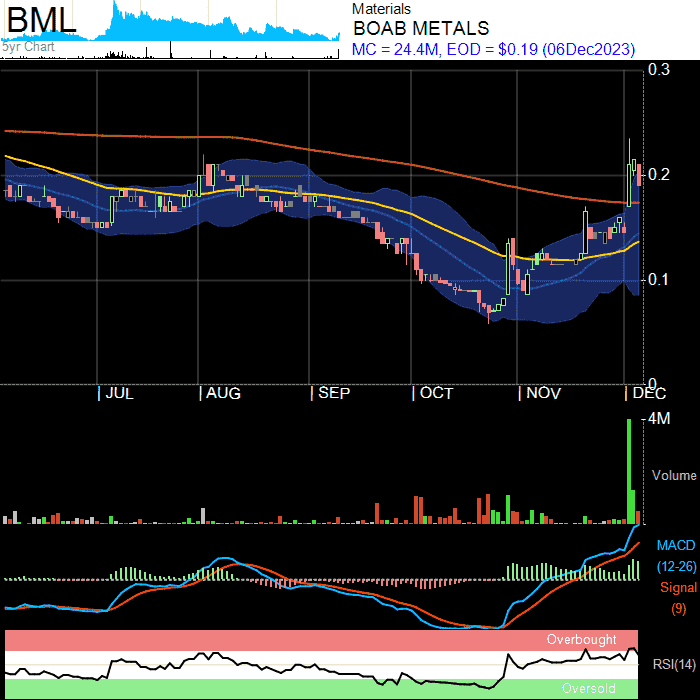 BML
5yr Chart
Materials
BOAB METALS
MC = 24.4M, EOD = $0.19 (06Dec2023)
0.3
0.2
0.1
0
| JUL | AUG | SEP | OCT | NOV | DEC
4M
Volume
MACD
(12-26)
Signal
(9)
Overbought
RSI(14)
Oversold